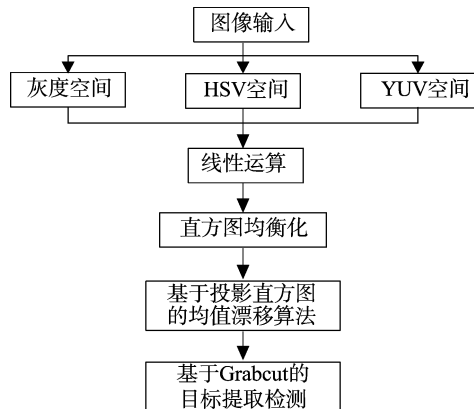 图像输入
灰度空间
HSV空间
YUV空间
线性运算
直方图均衡化
基于投影直方图
的均值漂移算法
基于Grabcut的
目标提取检测